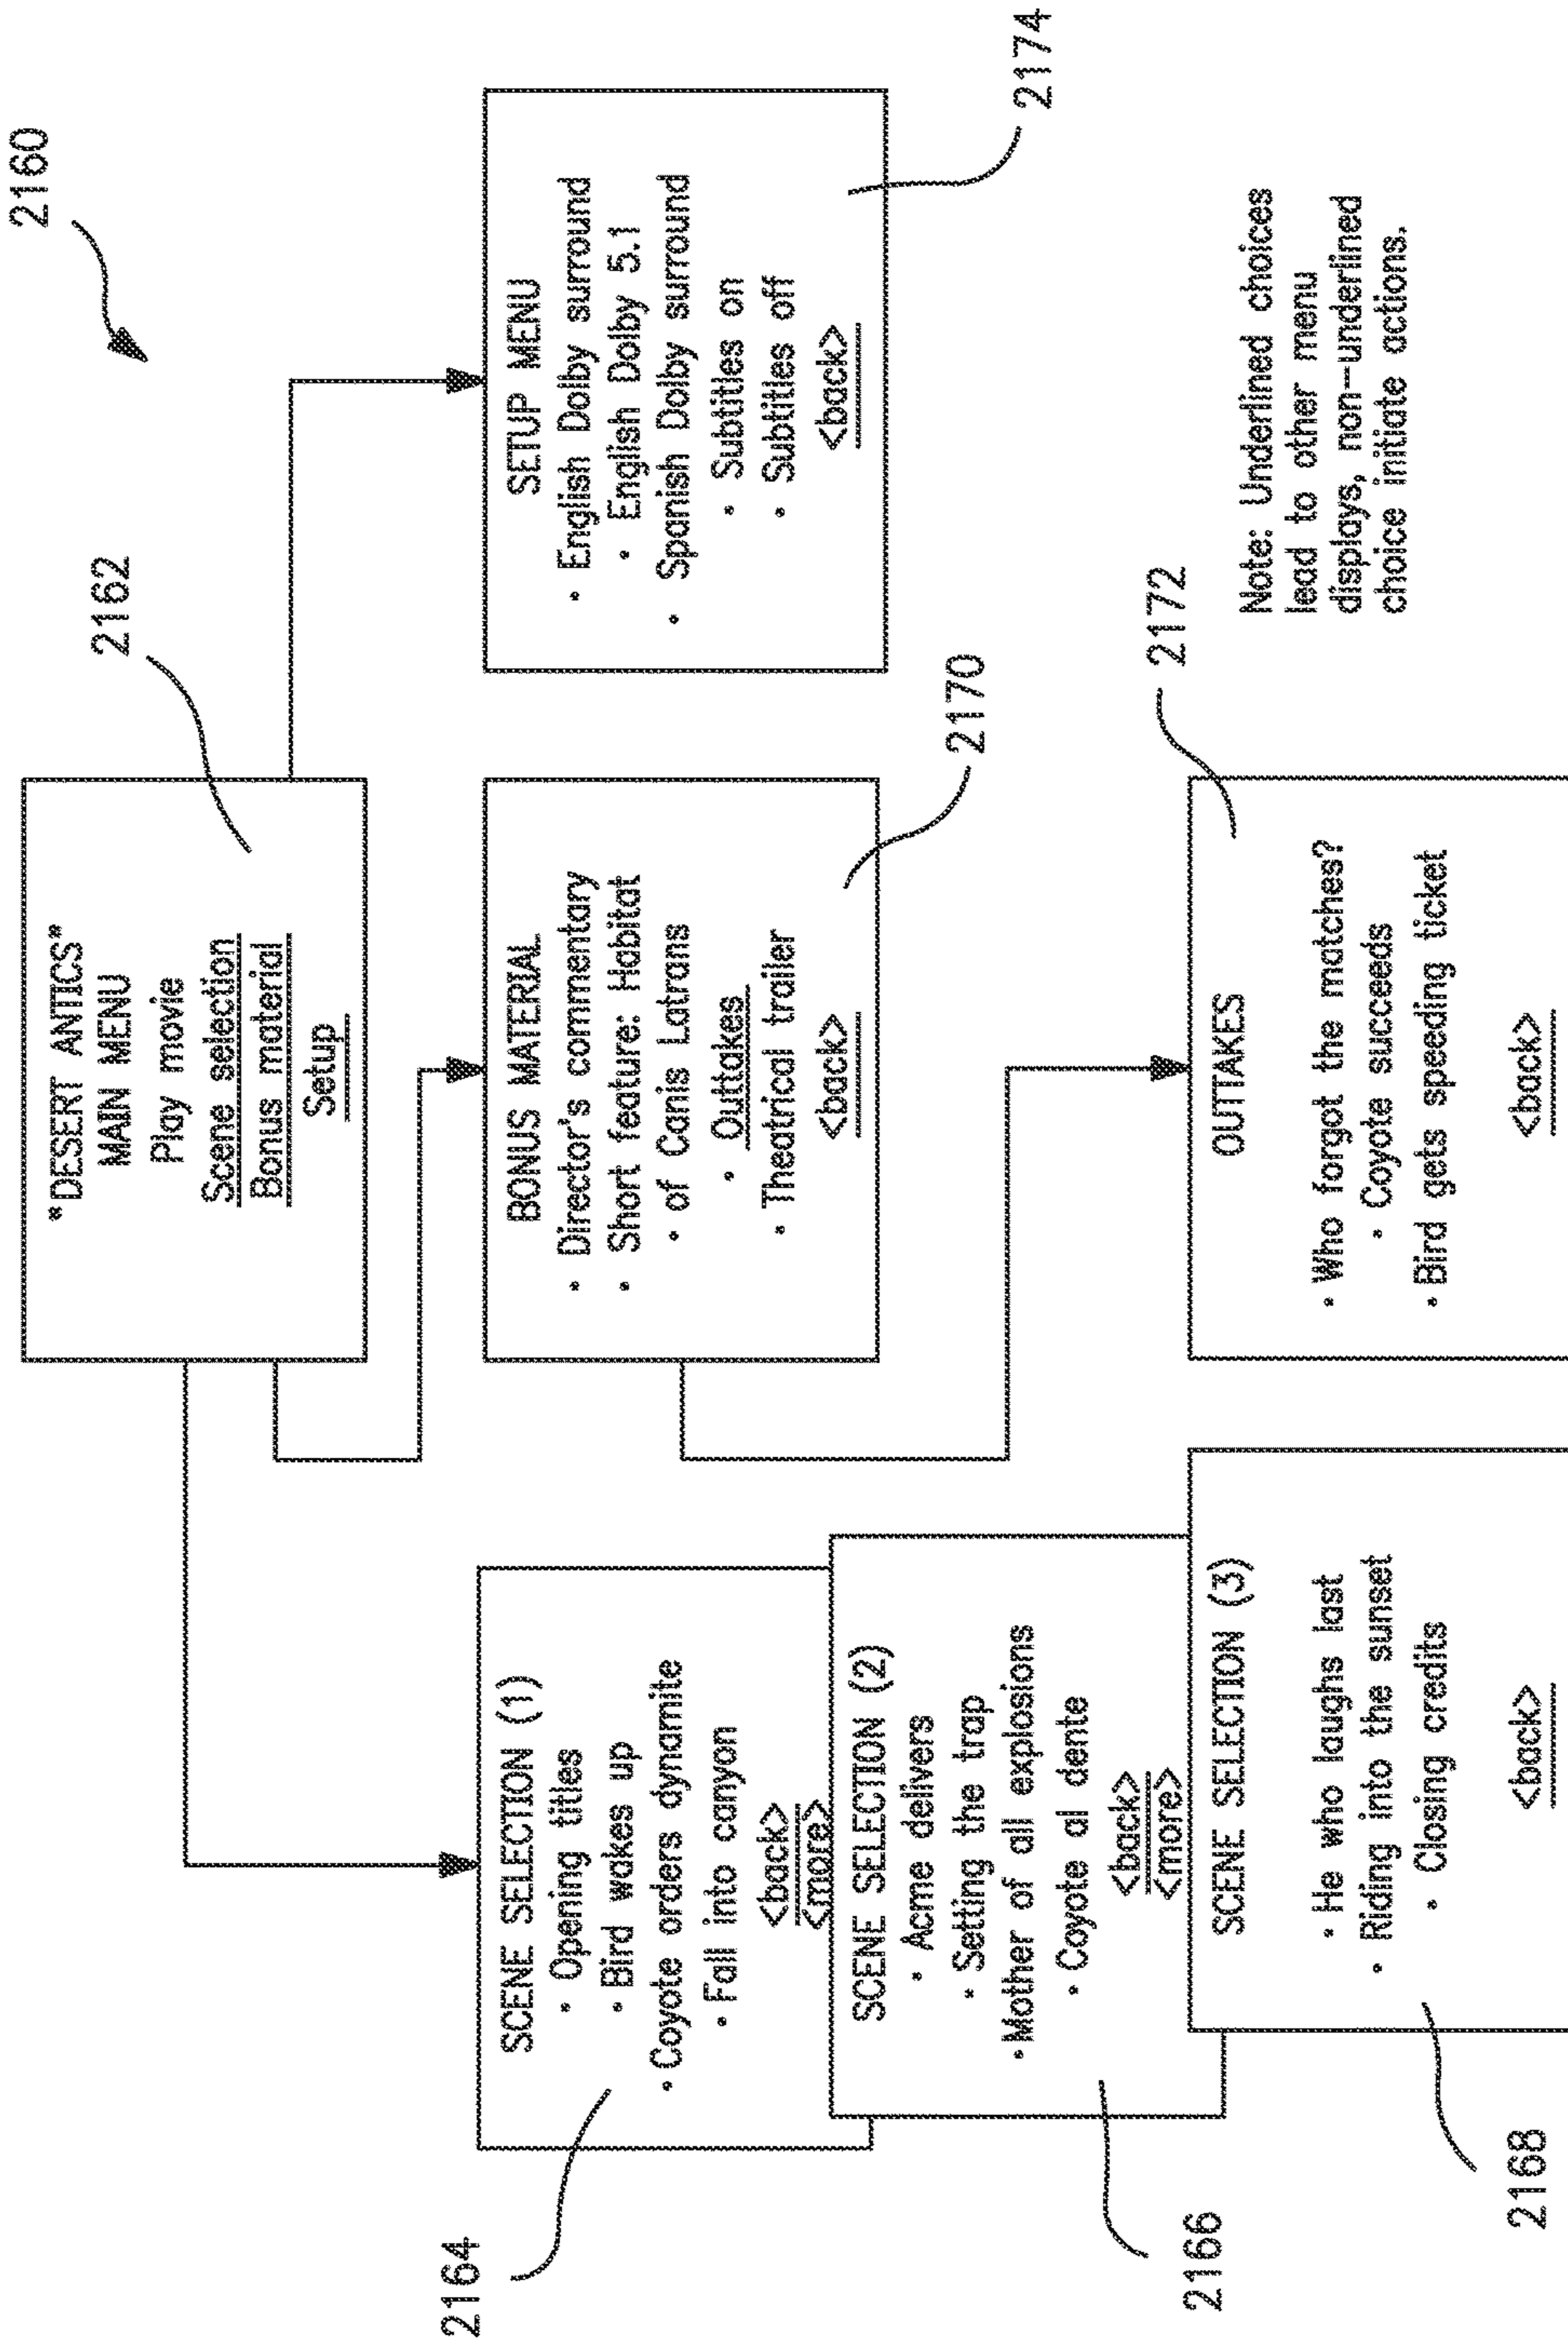 2160
2162
"DESERT ANTICS"
MAIN MENU
Play movie
Scene selection
Bonus material
Setup
2164
SCENE SELECTION (1)
• Opening titles
• Bird wakes up
• Coyote orders dynamite
• Fall into canyon
<back>
<more>
2166
SCENE SELECTION (2)
• Acme delivers
• Setting the trap
• Mother of all explosions
• Coyote al dente
<back>
<more>
2168
SCENE SELECTION (3)
• He who laughs last
• Riding into the sunset
• Closing credits
<back>
BONUS MATERIAL
• Director's commentary
• Short feature: Habitat
• of Canis Latrans
• Outtakes
• Theatrical trailer
<back>
2170
OUTTAKES
• Who forgot the matches?
• Coyote succeeds
• Bird gets speeding ticket
<back>
2172
SETUP MENU
• English Dolby surround
• English Dolby 5.1
• Spanish Dolby surround
• Subtitles on
• Subtitles off
<back>
2174
Note: Underlined choices
lead to other menu
displays, non-underlined
choice initiate actions.